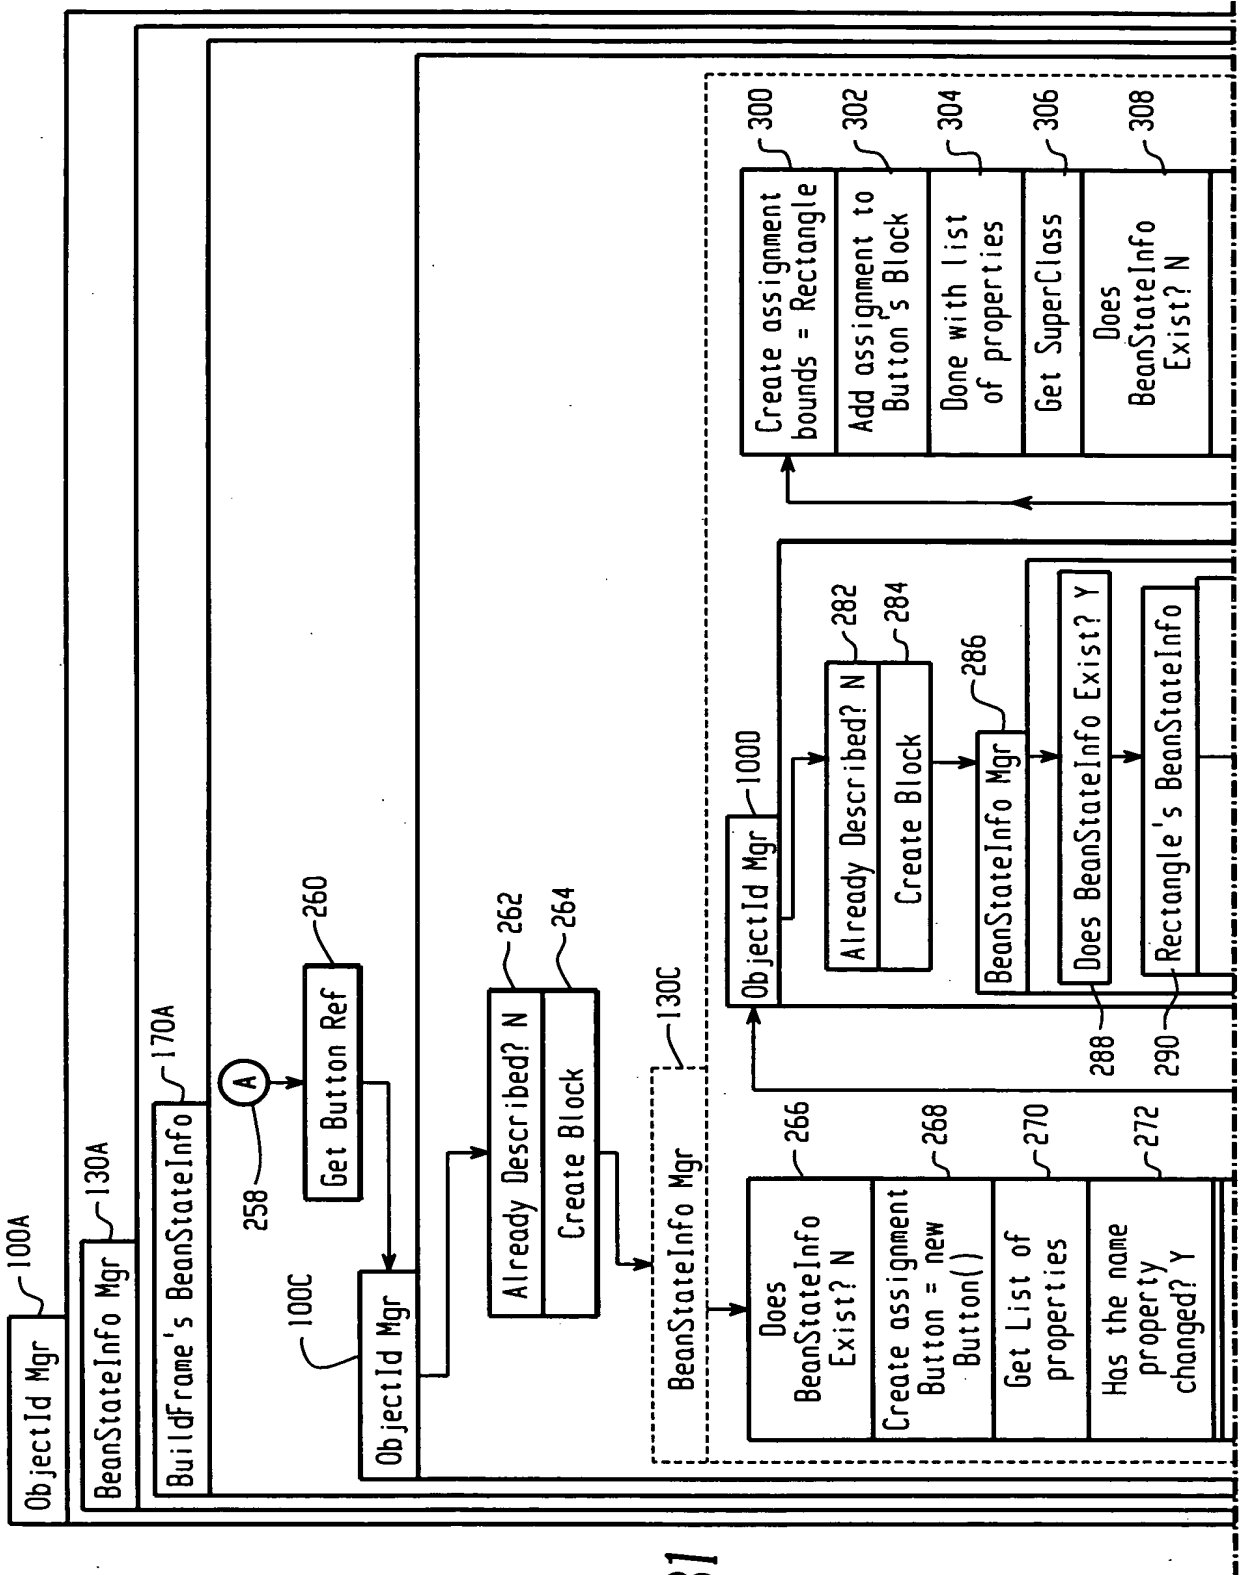 ObjectId Mgr
100A
BeanStateInfo Mgr
130A
BuildFrame's BeanStateInfo
170A
A
258
Get Button Ref
260
ObjectId Mgr
100C
Already Described? N
262
Create Block
264
BeanStateInfo Mgr
130C
Does
BeanStateInfo
Exist? N
266
Create assignment
Button = new
Button()
268
Get List of
properties
270
Has the name
property
changed? Y
272
ObjectId Mgr
100D
Already Described? N
282
Create Block
284
BeanStateInfo Mgr
286
Does BeanStateInfo Exist? Y
288
Rectangle's BeanStateInfo
290
Create assignment
bounds = Rectangle
300
Add assignment to
Button's Block
302
Done with list
of properties
304
Get SuperClass
306
Does
BeanStateInfo
Exist? N
308